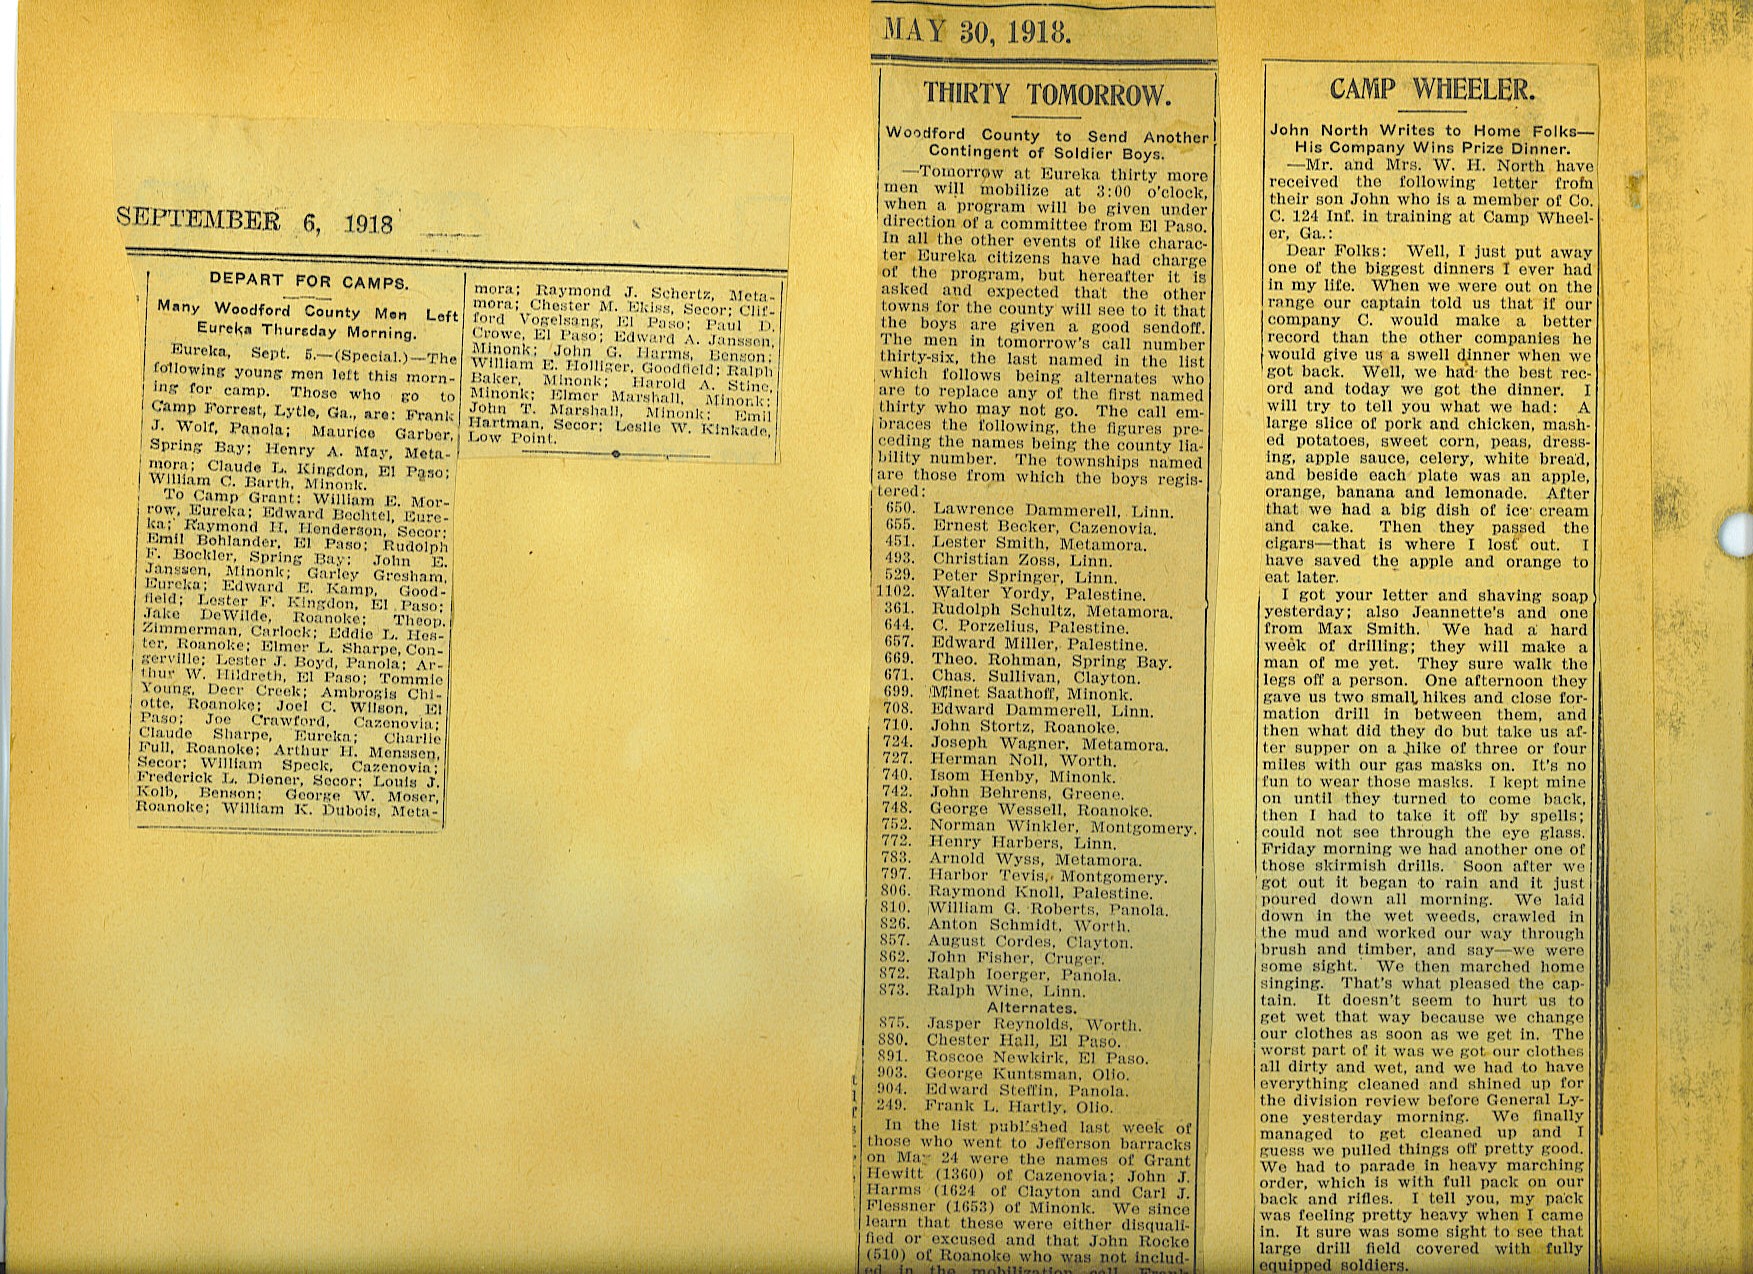 SEPTEMBER 6, 1918
DEPART FOR CAMPS.
Many Woodford County Men Left
Eureka Thursday Morning.
Eureka, Sept. 5.—(Special.)—The
following young men left this morn-
ing for camp. Those who go to
Camp Forrest, Lytle, Ga., are: Frank
J. Wolf, Panola; Maurice Garber,
Spring Bay; Henry A. May, Meta-
mora; Claude L. Kingdon, El Paso;
William C. Barth, Minonk.
To Camp Grant: William E. Mor-
row, Eureka; Edward Bechtel, Eure-
ka; Raymond H. Henderson, Secor;
Emil Bohlander, El Paso; Rudolph
F. Bockler, Spring Bay; John E.
Janssen, Minonk; Garley Gresham,
Eureka; Edward E. Kamp, Good-
field; Lester F. Kingdon, El Paso;
Jake DeWilde, Roanoke; Theop.
Zimmerman, Carlock; Eddie L. Hes-
ter, Roanoke; Elmer L. Sharpe, Con-
gerville; Lester J. Boyd, Panola; Ar-
thur W. Hildreth, El Paso; Tommie
Young, Deer Creek; Ambrogis Chi-
otte, Roanoke; Joel C. Wilson, El
Paso; Joe Crawford, Cazenovia;
Claude Sharpe, Eureka; Charlie
Full, Roanoke; Arthur H. Menssen,
Secor; William Speck, Cazenovia;
Frederick L. Diener, Secor; Louis J.
Kolb, Benson; George W. Moser,
Roanoke; William K. Dubois, Meta-
mora; Raymond J. Schertz, Meta-
mora; Chester M. Ekiss, Secor; Clif-
ford Vogelsang, El Paso; Paul D.
Crowe, El Paso; Edward A. Janssen,
Minonk; John G. Harms, Benson;
William E. Holliger, Goodfield; Ralph
Baker, Minonk; Harold A. Stine,
Minonk; Elmer Marshall, Minonk;
John T. Marshall, Minonk; Emil
Hartman, Secor; Leslie W. Kinkade,
Low Point.
MAY 30, 1918.
THIRTY TOMORROW.
Woodford County to Send Another
Contingent of Soldier Boys.
—Tomorrow at Eureka thirty more
men will mobilize at 3:00 o'clock,
when a program will be given under
direction of a committee from El Paso.
In all the other events of like charac-
ter Eureka citizens have had charge
of the program, but hereafter it is
asked and expected that the other
towns for the county will see to it that
the boys are given a good sendoff.
The men in tomorrow's call number
thirty-six, the last named in the list
which follows being alternates who
are to replace any of the first named
thirty who may not go. The call em-
braces the following, the figures pre-
ceding the names being the county lia-
bility number. The townships named
are those from which the boys regis-
tered:
650. Lawrence Dammerell, Linn.
655. Ernest Becker, Cazenovia.
451. Lester Smith, Metamora.
493. Christian Zoss, Linn.
529. Peter Springer, Linn.
1102. Walter Yordy, Palestine.
361. Rudolph Schultz, Metamora.
644. C. Porzelius, Palestine.
657. Edward Miller, Palestine.
669. Theo. Rohman, Spring Bay.
671. Chas. Sullivan, Clayton.
699. Minet Saathoff, Minonk.
708. Edward Dammerell, Linn.
710. John Stortz, Roanoke.
724. Joseph Wagner, Metamora.
727. Herman Noll, Worth.
740. Isom Henby, Minonk.
742. John Behrens, Greene.
748. George Wessell, Roanoke.
752. Norman Winkler, Montgomery.
772. Henry Harbers, Linn.
783. Arnold Wyss, Metamora.
797. Harbor Tevis, Montgomery.
806. Raymond Knoll, Palestine.
810. William G. Roberts, Panola.
826. Anton Schmidt, Worth.
857. August Cordes, Clayton.
862. John Fisher, Cruger.
872. Ralph Ioerger, Panola.
873. Ralph Wine, Linn.
Alternates.
875. Jasper Reynolds, Worth.
880. Chester Hall, El Paso.
891. Roscoe Newkirk, El Paso.
903. George Kuntsman, Olio.
904. Edward Steffin, Panola.
249. Frank L. Hartly, Olio.
In the list published last week of
those who went to Jefferson barracks
on May 24 were the names of Grant
Hewitt (1360) of Cazenovia; John J.
Harms (1624 of Clayton and Carl J.
Flessner (1653) of Minonk. We since
learn that these were either disquali-
fied or excused and that John Rocke
(510) of Roanoke who was not includ-
ed in the mobilization call, Frank
CAMP WHEELER.
John North Writes to Home Folks—
His Company Wins Prize Dinner.
—Mr. and Mrs. W. H. North have
received the following letter from
their son John who is a member of Co.
C. 124 Inf. in training at Camp Wheel-
er, Ga.:
Dear Folks: Well, I just put away
one of the biggest dinners I ever had
in my life. When we were out on the
range our captain told us that if our
company C. would make a better
record than the other companies he
would give us a swell dinner when we
got back. Well, we had the best rec-
ord and today we got the dinner. I
will try to tell you what we had: A
large slice of pork and chicken, mash-
ed potatoes, sweet corn, peas, dress-
ing, apple sauce, celery, white bread,
and beside each plate was an apple,
orange, banana and lemonade. After
that we had a big dish of ice cream
and cake. Then they passed the
cigars—that is where I lost out. I
have saved the apple and orange to
eat later.
I got your letter and shaving soap
yesterday; also Jeannette's and one
from Max Smith. We had a hard
week of drilling; they will make a
man of me yet. They sure walk the
legs off a person. One afternoon they
gave us two small hikes and close for-
mation drill in between them, and
then what did they do but take us af-
ter supper on a hike of three or four
miles with our gas masks on. It's no
fun to wear those masks. I kept mine
on until they turned to come back,
then I had to take it off by spells;
could not see through the eye glass.
Friday morning we had another one of
those skirmish drills. Soon after we
got out it began to rain and it just
poured down all morning. We laid
down in the wet weeds, crawled in
the mud and worked our way through
brush and timber, and say—we were
some sight. We then marched home
singing. That's what pleased the cap-
tain. It doesn't seem to hurt us to
get wet that way because we change
our clothes as soon as we get in. The
worst part of it was we got our clothes
all dirty and wet, and we had to have
everything cleaned and shined up for
the division review before General Ly-
one yesterday morning. We finally
managed to get cleaned up and I
guess we pulled things off pretty good.
We had to parade in heavy marching
order, which is with full pack on our
back and rifles. I tell you, my pack
was feeling pretty heavy when I came
in. It sure was some sight to see that
large drill field covered with fully
equipped soldiers.